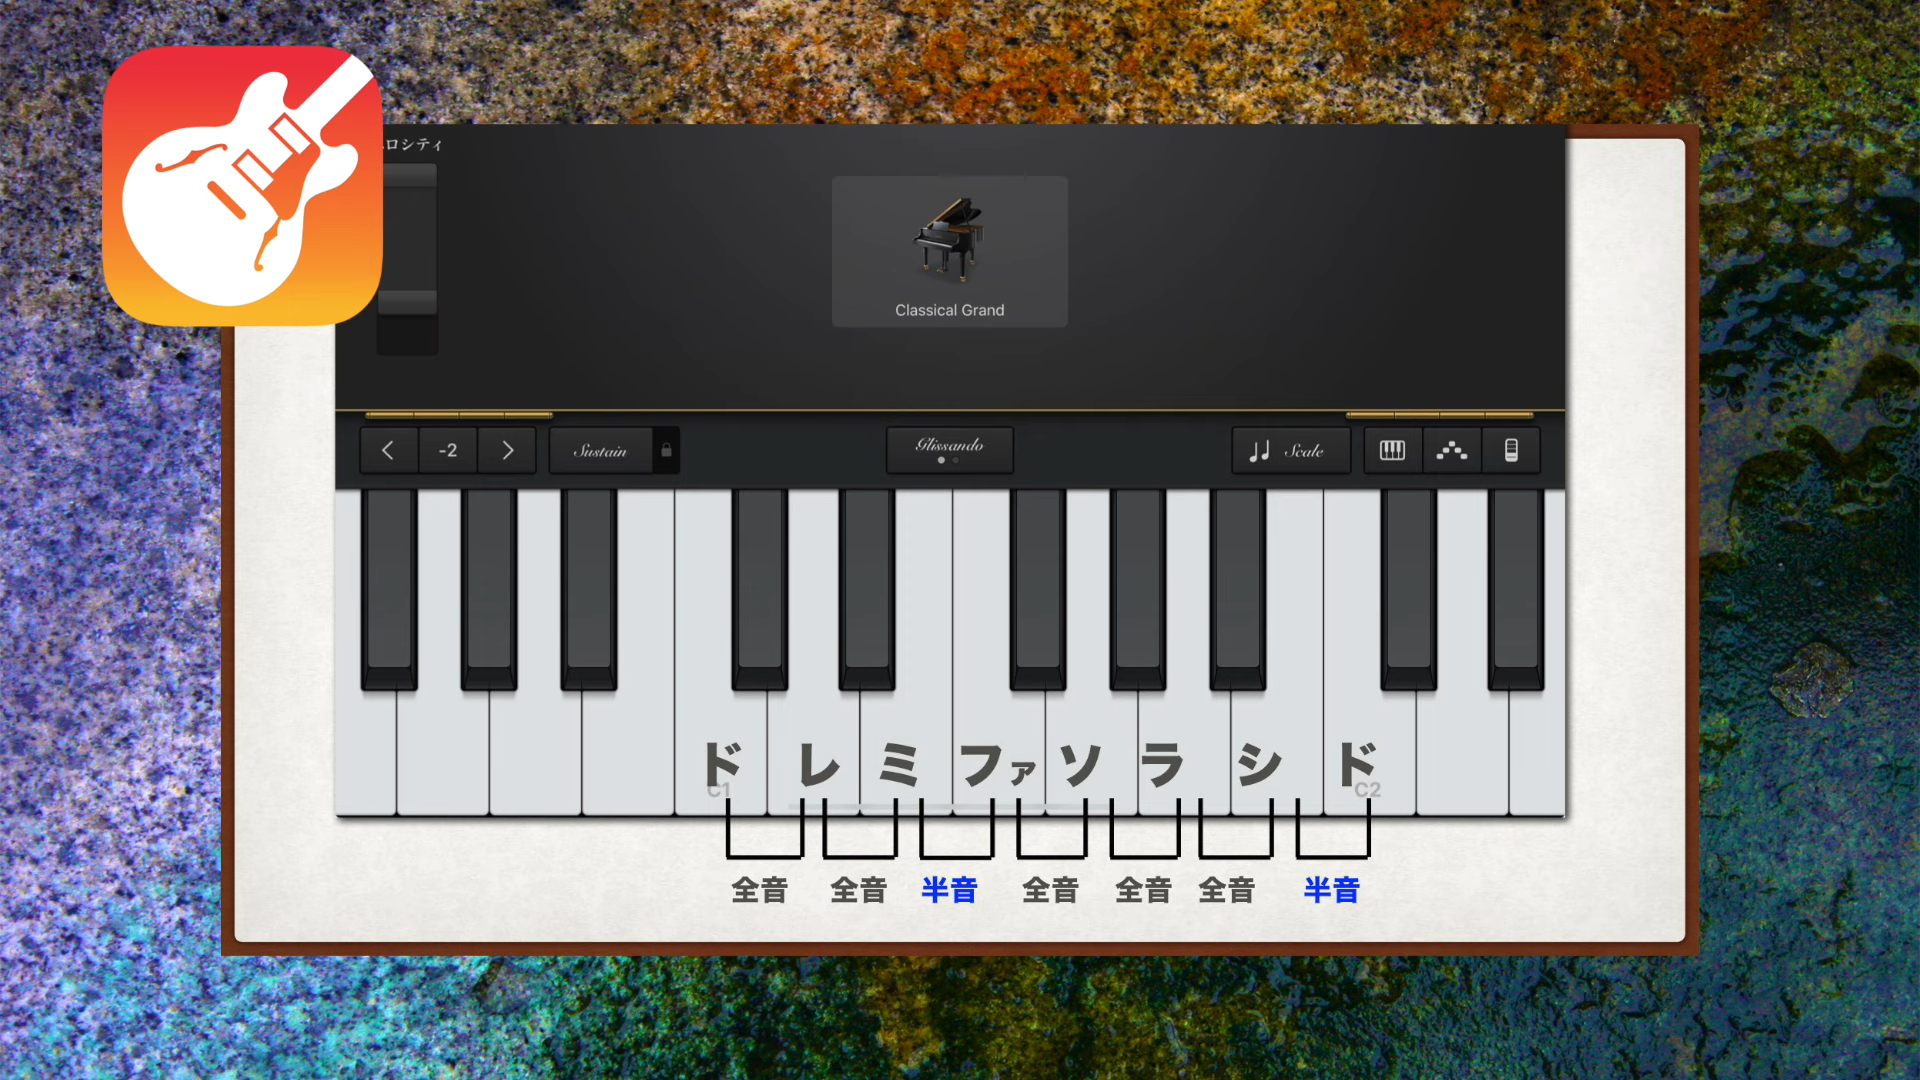 ロシティ
Classical Grand
-2
Sustain
Glissando
Scale
ド レ ミ ファ ソ ラ シ ド
C1 C2
全音 全音 半音 全音 全音 全音 半音